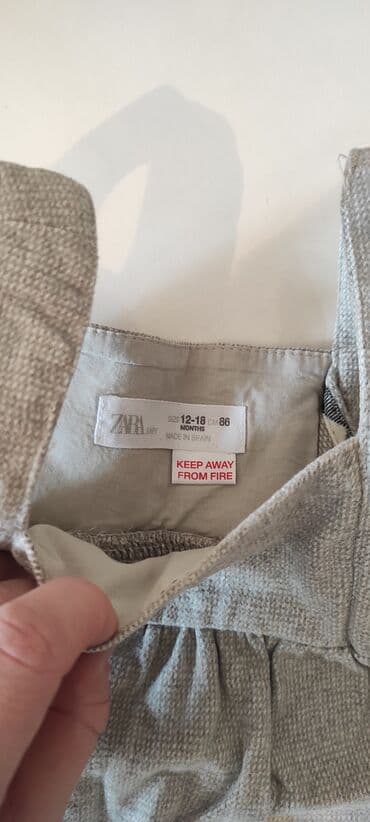 ZARA BABY SIZE 12-18 CM 86
MONTHS
MADE IN SPAIN
KEEP AWAY
FROM FIRE